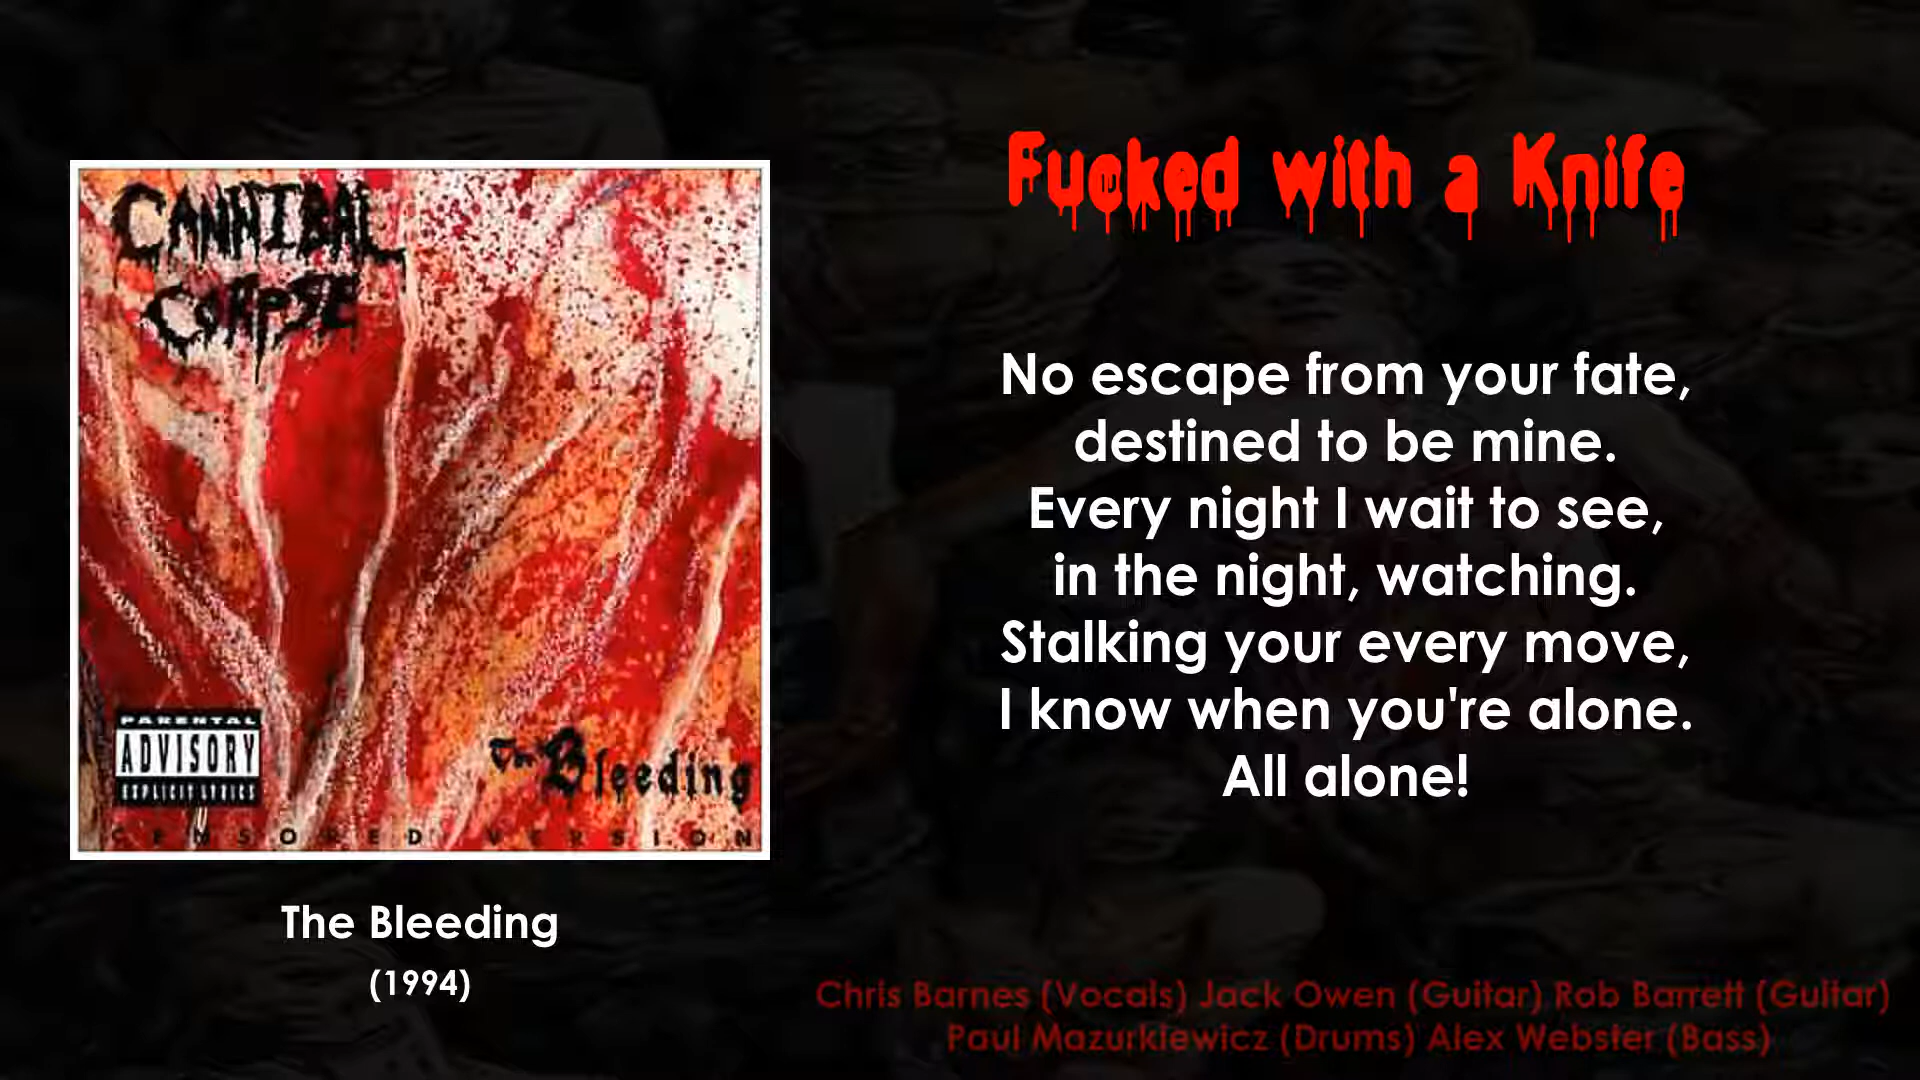 CANNIBAL
CORPSE
PARENTAL
ADVISORY
EXPLICIT LYRICS
The Bleeding
CENSORED VERSION
The Bleeding
(1994)
Fucked with a Knife
No escape from your fate,
destined to be mine.
Every night I wait to see,
in the night, watching.
Stalking your every move,
I know when you're alone.
All alone!
Chris Barnes (Vocals) Jack Owen (Guitar) Rob Barrett (Guitar)
Paul Mazurkiewicz (Drums) Alex Webster (Bass)